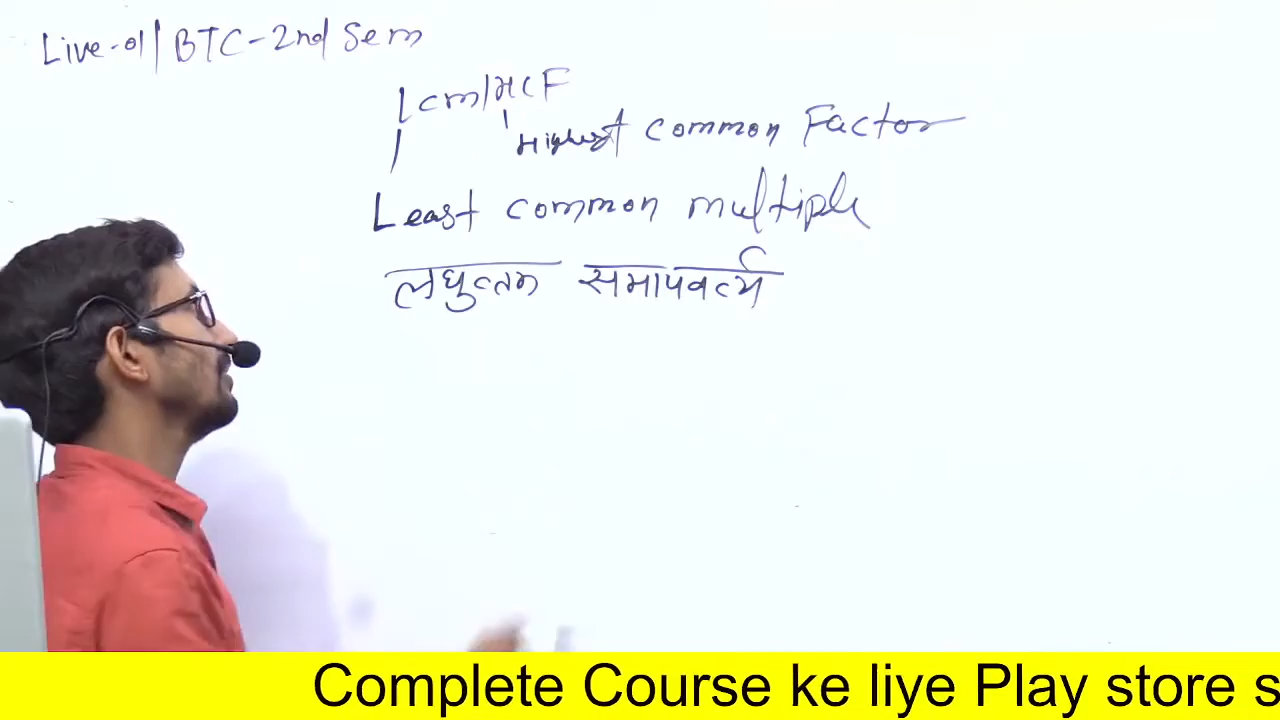 Live-01/BTC-2nd Sem
LCM/HCF
Highest Common Factor
Least common multiple
लघुत्तम समापवर्त्य
Complete Course ke liye Play store s